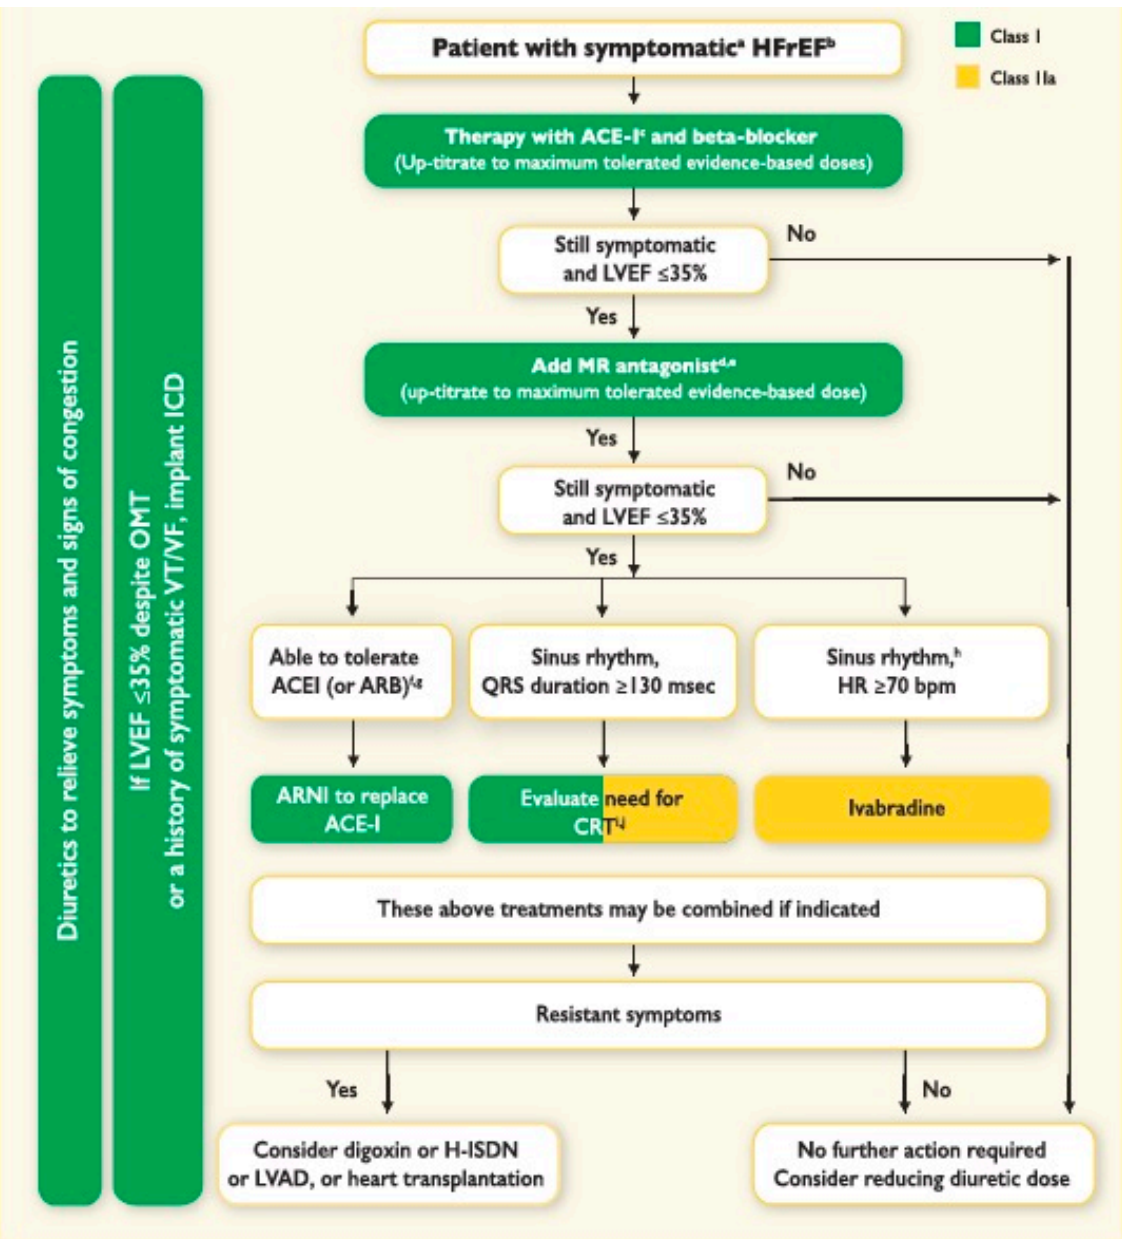 Patient with symptomaticᵃ HFrEFᵇ
Class I
Class IIa
Therapy with ACE-Iᶜ and beta-blocker
(Up-titrate to maximum tolerated evidence-based doses)
Still symptomatic
and LVEF ≤35%
No
Yes
Add MR antagonistᵈ,ᵉ
(up-titrate to maximum tolerated evidence-based dose)
Yes
Still symptomatic
and LVEF ≤35%
No
Yes
Able to tolerate
ACEI (or ARB)ᶠ,ᵍ
Sinus rhythm,
QRS duration ≥130 msec
Sinus rhythm,ʰ
HR ≥70 bpm
ARNI to replace
ACE-I
Evaluate need for
CRTⁱ,ʲ
Ivabradine
These above treatments may be combined if indicated
Resistant symptoms
Yes
No
Consider digoxin or H-ISDN
or LVAD, or heart transplantation
No further action required
Consider reducing diuretic dose
Diuretics to relieve symptoms and signs of congestion
If LVEF ≤35% despite OMT
or a history of symptomatic VT/VF, implant ICD